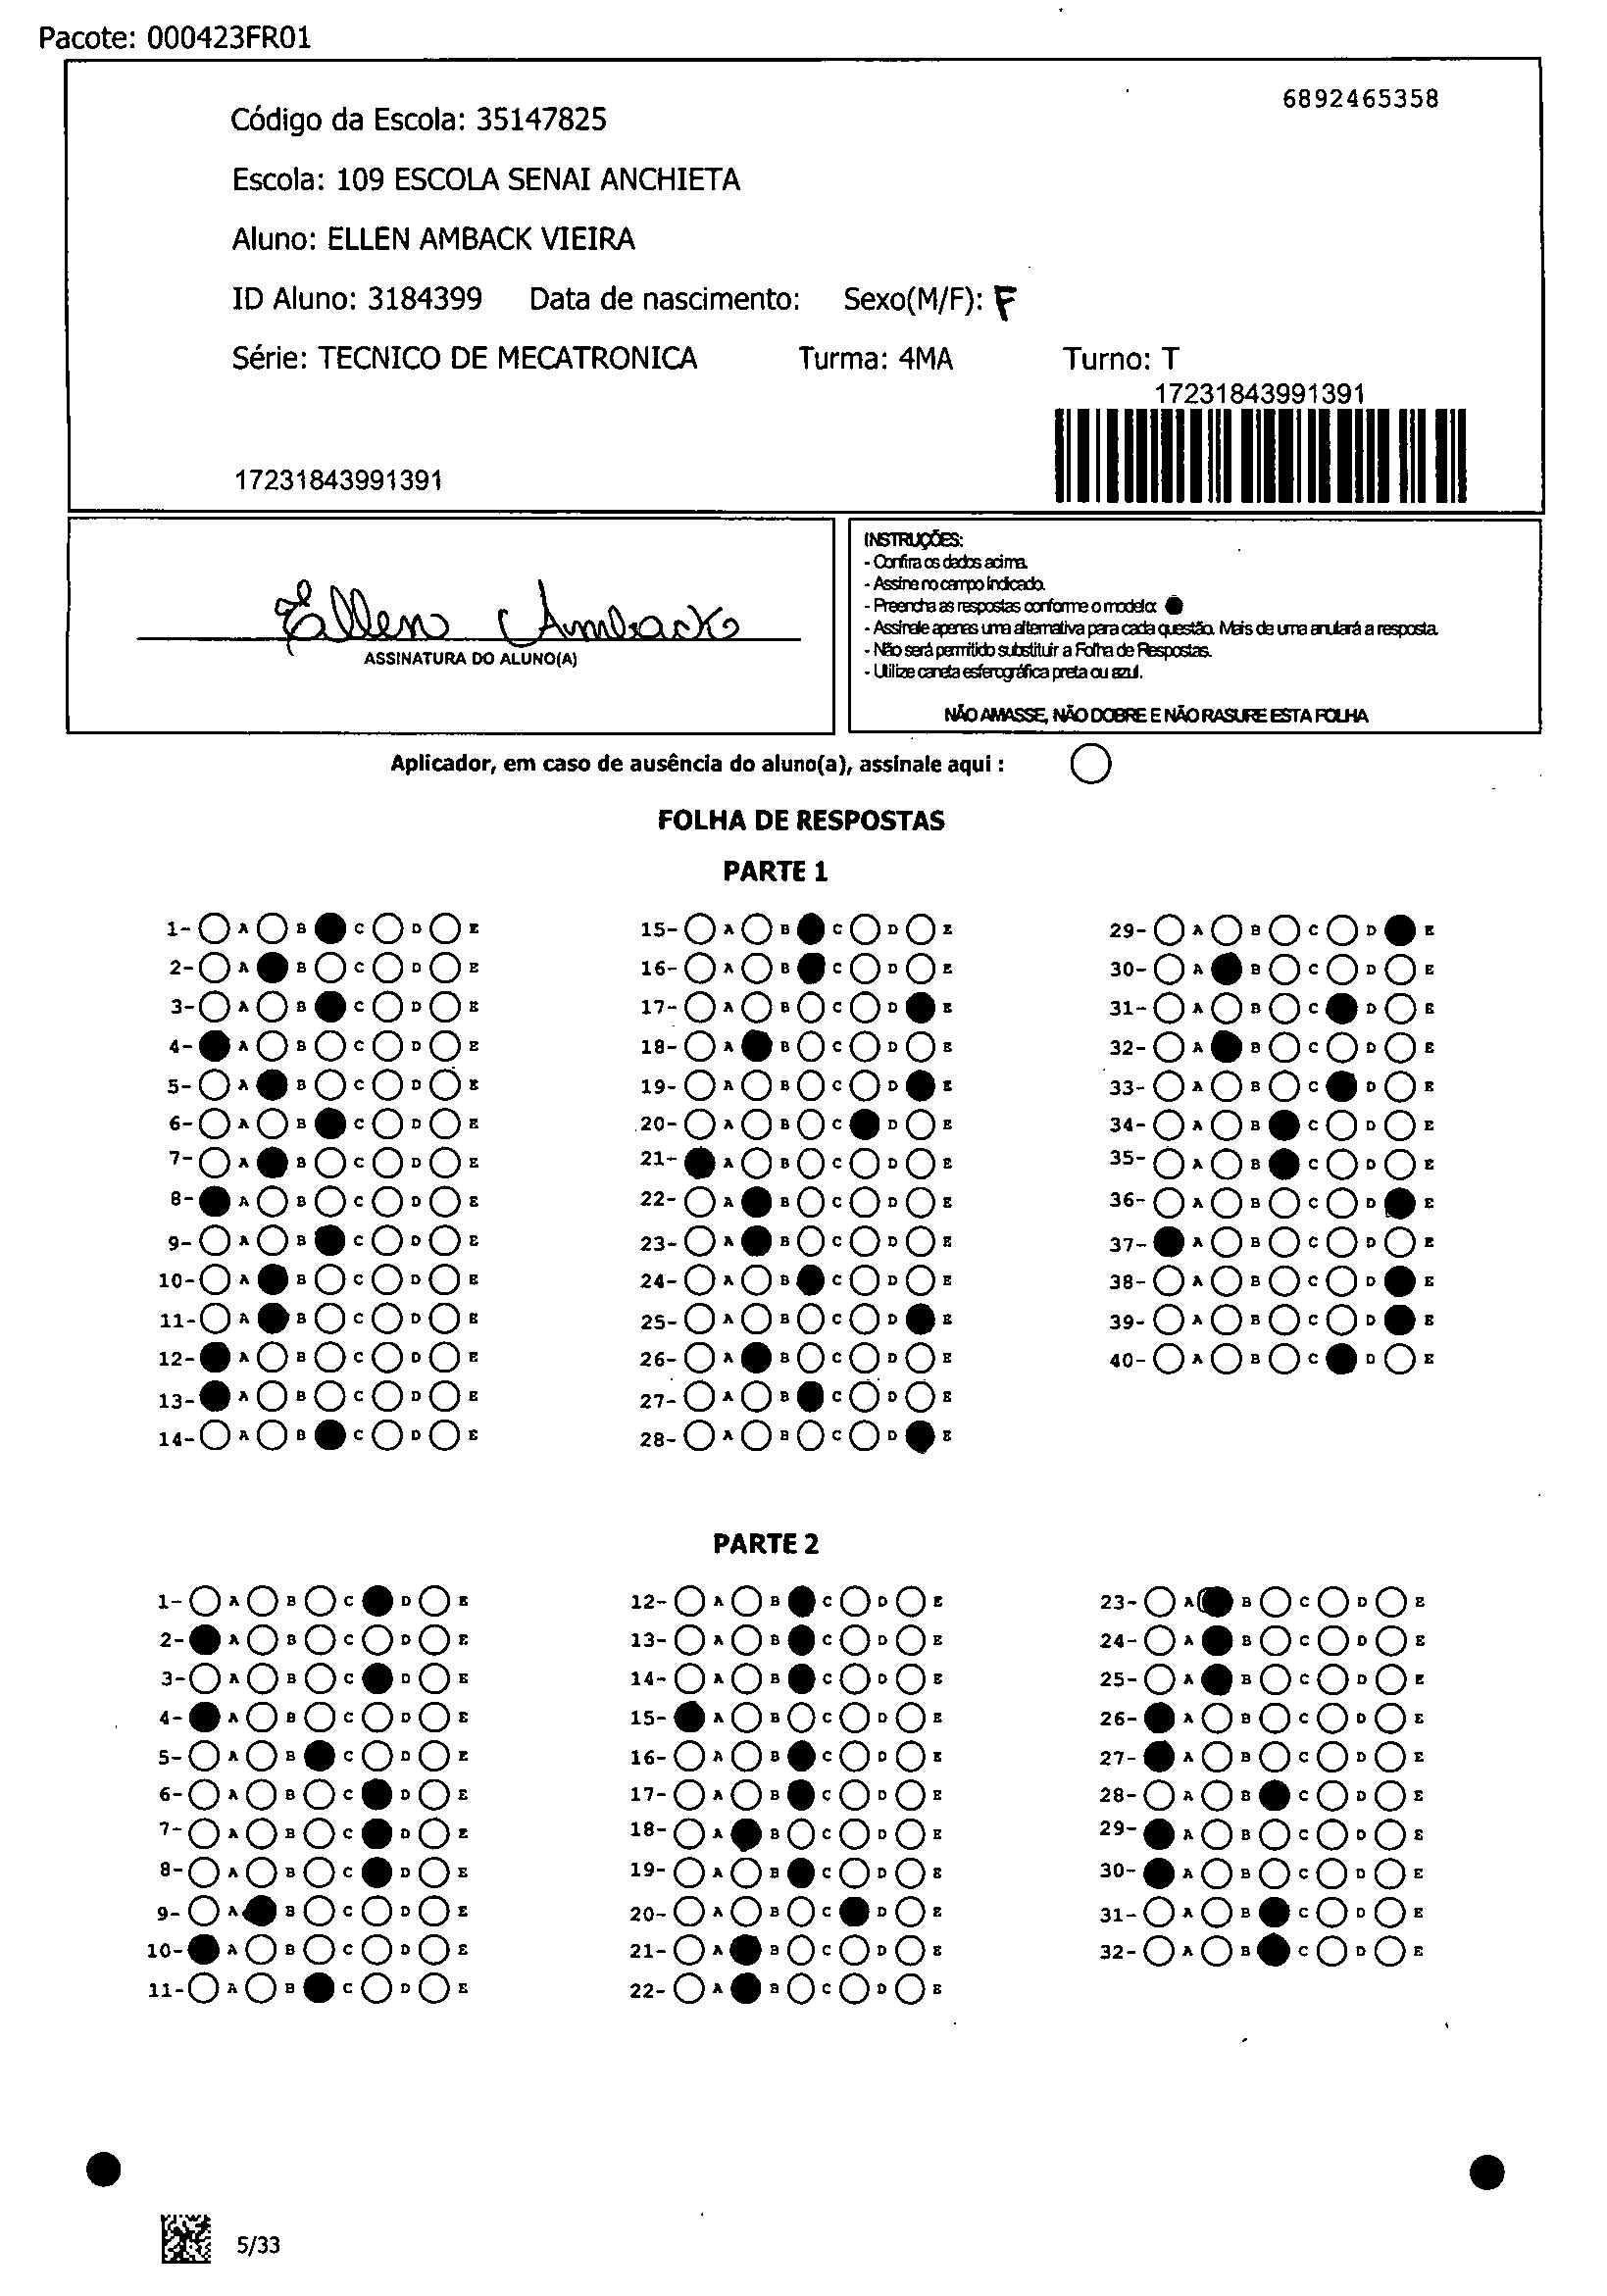 Pacote: 000423FR01
6892465358
Código da Escola: 35147825
Escola: 109 ESCOLA SENAI ANCHIETA
Aluno: ELLEN AMBACK VIEIRA
ID Aluno: 3184399 Data de nascimento: Sexo(M/F): F
Série: TECNICO DE MECATRONICA Turma: 4MA Turno: T
17231843991391
17231843991391
Ellen Amback
ASSINATURA DO ALUNO(A)
INSTRUÇÕES:
- Confira os dados acima.
- Assine no campo indicado.
- Preencha as respostas conforme o modelo:
- Assinale apenas uma alternativa para cada questão. Mais de uma anulará a resposta.
- Não será permitido substituir a Folha de Respostas.
- Utilize caneta esferográfica preta ou azul.
NÃO AMASSE, NÃO DOBRE E NÃO RASURE ESTA FOLHA
Aplicador, em caso de ausência do aluno(a), assinale aqui :
FOLHA DE RESPOSTAS
PARTE 1
1- A B C D E 15- A B C D E 29- A B C D E
2- A B C D E 16- A B C D E 30- A B C D E
3- A B C D E 17- A B C D E 31- A B C D E
4- A B C D E 18- A B C D E 32- A B C D E
5- A B C D E 19- A B C D E 33- A B C D E
6- A B C D E 20- A B C D E 34- A B C D E
7- A B C D E 21- A B C D E 35- A B C D E
8- A B C D E 22- A B C D E 36- A B C D E
9- A B C D E 23- A B C D E 37- A B C D E
10- A B C D E 24- A B C D E 38- A B C D E
11- A B C D E 25- A B C D E 39- A B C D E
12- A B C D E 26- A B C D E 40- A B C D E
13- A B C D E 27- A B C D E
14- A B C D E 28- A B C D E
PARTE 2
1- A B C D E 12- A B C D E 23- A B C D E
2- A B C D E 13- A B C D E 24- A B C D E
3- A B C D E 14- A B C D E 25- A B C D E
4- A B C D E 15- A B C D E 26- A B C D E
5- A B C D E 16- A B C D E 27- A B C D E
6- A B C D E 17- A B C D E 28- A B C D E
7- A B C D E 18- A B C D E 29- A B C D E
8- A B C D E 19- A B C D E 30- A B C D E
9- A B C D E 20- A B C D E 31- A B C D E
10- A B C D E 21- A B C D E 32- A B C D E
11- A B C D E 22- A B C D E
5/33